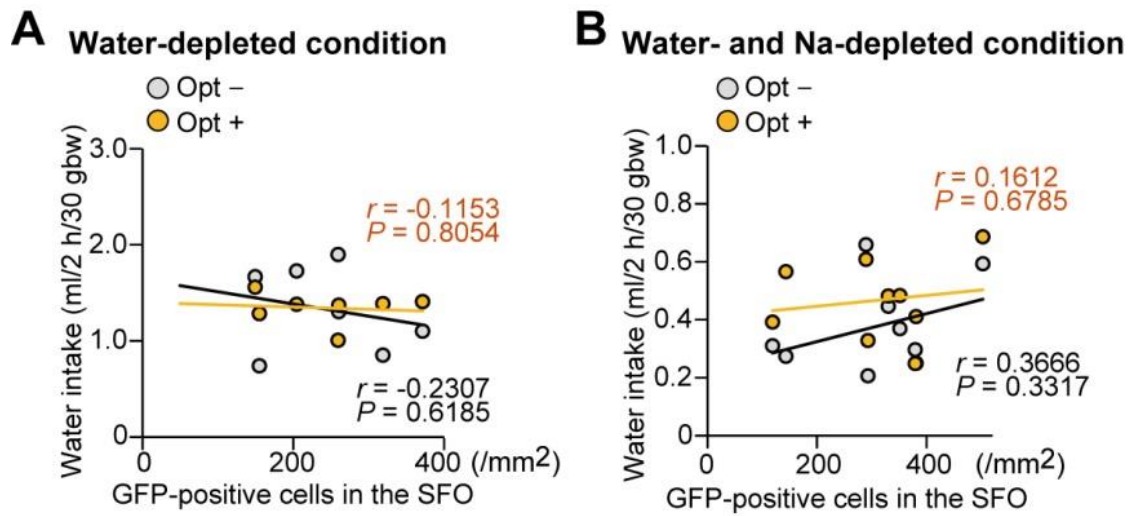 A Water-depleted condition
Opt −
Opt +
Water intake (ml/2 h/30 gbw)
3.0
2.0
1.0
0
r = -0.1153
P = 0.8054
r = -0.2307
P = 0.6185
0 200 400 (/mm2)
GFP-positive cells in the SFO
B Water- and Na-depleted condition
Opt −
Opt +
Water intake (ml/2 h/30 gbw)
1.0
0.8
0.6
0.4
0.2
0
r = 0.1612
P = 0.6785
r = 0.3666
P = 0.3317
0 200 400 (/mm2)
GFP-positive cells in the SFO